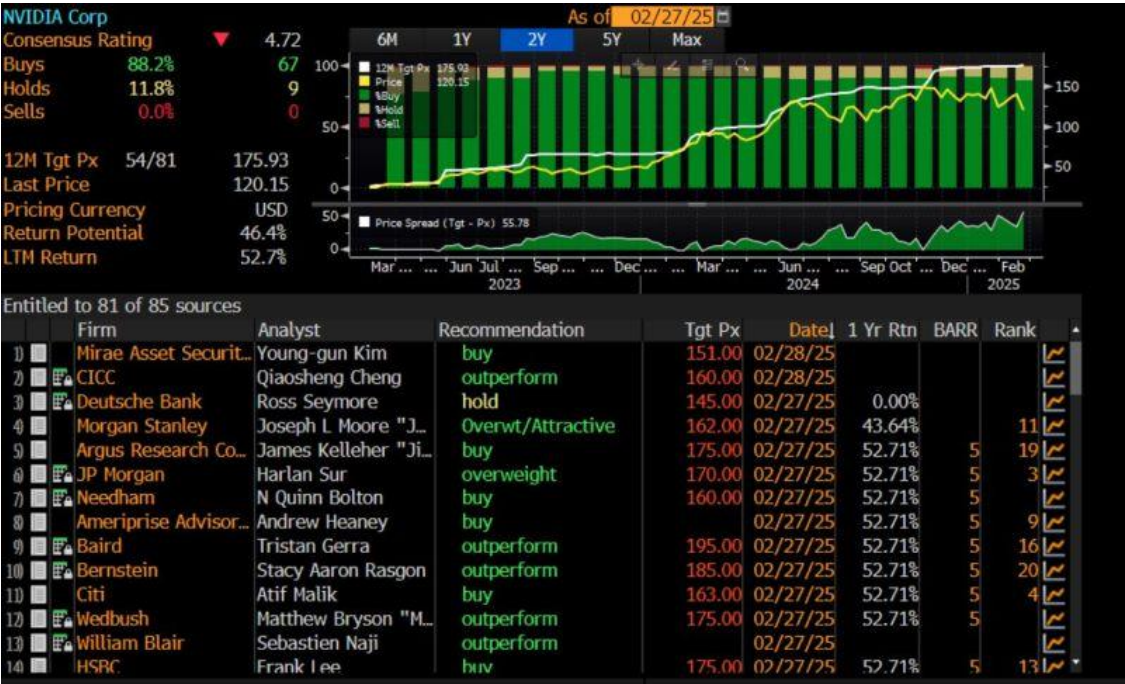 NVIDIA Corp As of 02/27/25
Consensus Rating 4.72
Buys 88.2% 67
Holds 11.8% 9
Sells 0.0% 0
12M Tgt Px 54/81 175.93
Last Price 120.15
Pricing Currency USD
Return Potential 46.4%
LTM Return 52.7%
6M 1Y 2Y 5Y Max
12M Tgt Px 175.93
Price 120.15
%Buy
%Hold
%Sell
100
50
0
150
100
50
Price Spread (Tgt - Px) 55.78
50
0
Mar ... ... Jun Jul ... Sep ... ... Dec ... ... Mar ... ... Jun ... ... Sep Oct ... Dec ... Feb
2023 2024 2025
Entitled to 81 of 85 sources
Firm Analyst Recommendation Tgt Px Date↓ 1 Yr Rtn BARR Rank
1) Mirae Asset Securit... Young-gun Kim buy 151.00 02/28/25
2) CICC Qiaosheng Cheng outperform 160.00 02/28/25
3) Deutsche Bank Ross Seymore hold 145.00 02/27/25 0.00%
4) Morgan Stanley Joseph L Moore "J... Overwt/Attractive 162.00 02/27/25 43.64% 11
5) Argus Research Co... James Kelleher "Ji... buy 175.00 02/27/25 52.71% 5 19
6) JP Morgan Harlan Sur overweight 170.00 02/27/25 52.71% 5 3
7) Needham N Quinn Bolton buy 160.00 02/27/25 52.71% 5
8) Ameriprise Advisor... Andrew Heaney buy 02/27/25 52.71% 5 9
9) Baird Tristan Gerra outperform 195.00 02/27/25 52.71% 5 16
10) Bernstein Stacy Aaron Rasgon outperform 185.00 02/27/25 52.71% 5 20
11) Citi Atif Malik buy 163.00 02/27/25 52.71% 5 4
12) Wedbush Matthew Bryson "M... outperform 175.00 02/27/25 52.71% 5
13) William Blair Sebastien Naji outperform 02/27/25
14) HSBC Frank Lee buy 175.00 02/27/25 52.71% 5 13